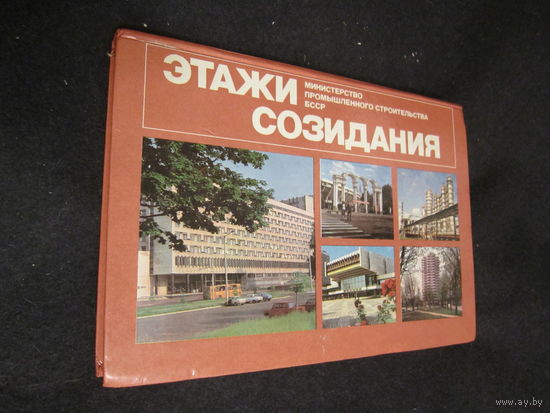 ЭТАЖИ
СОЗИДАНИЯ
МИНИСТЕРСТВО
ПРОМЫШЛЕННОГО СТРОИТЕЛЬСТВА
БССР
www.ay.by